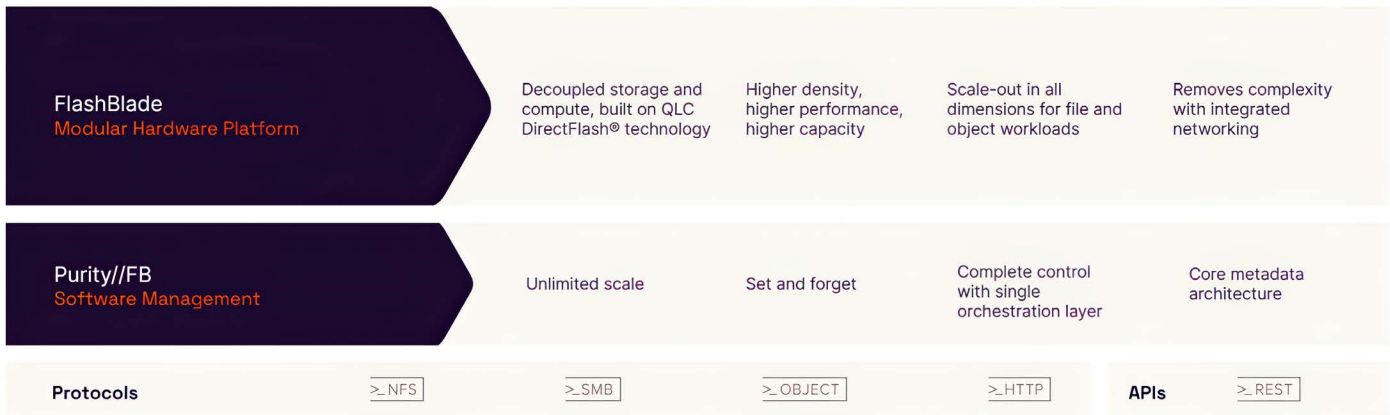 FlashBlade
Modular Hardware Platform
Decoupled storage and
compute, built on QLC
DirectFlash® technology
Higher density,
higher performance,
higher capacity
Scale-out in all
dimensions for file and
object workloads
Removes complexity
with integrated
networking
Purity//FB
Software Management
Unlimited scale
Set and forget
Complete control
with single
orchestration layer
Core metadata
architecture
Protocols
>_NFS
>_SMB
>_OBJECT
>_HTTP
APIs
>_REST